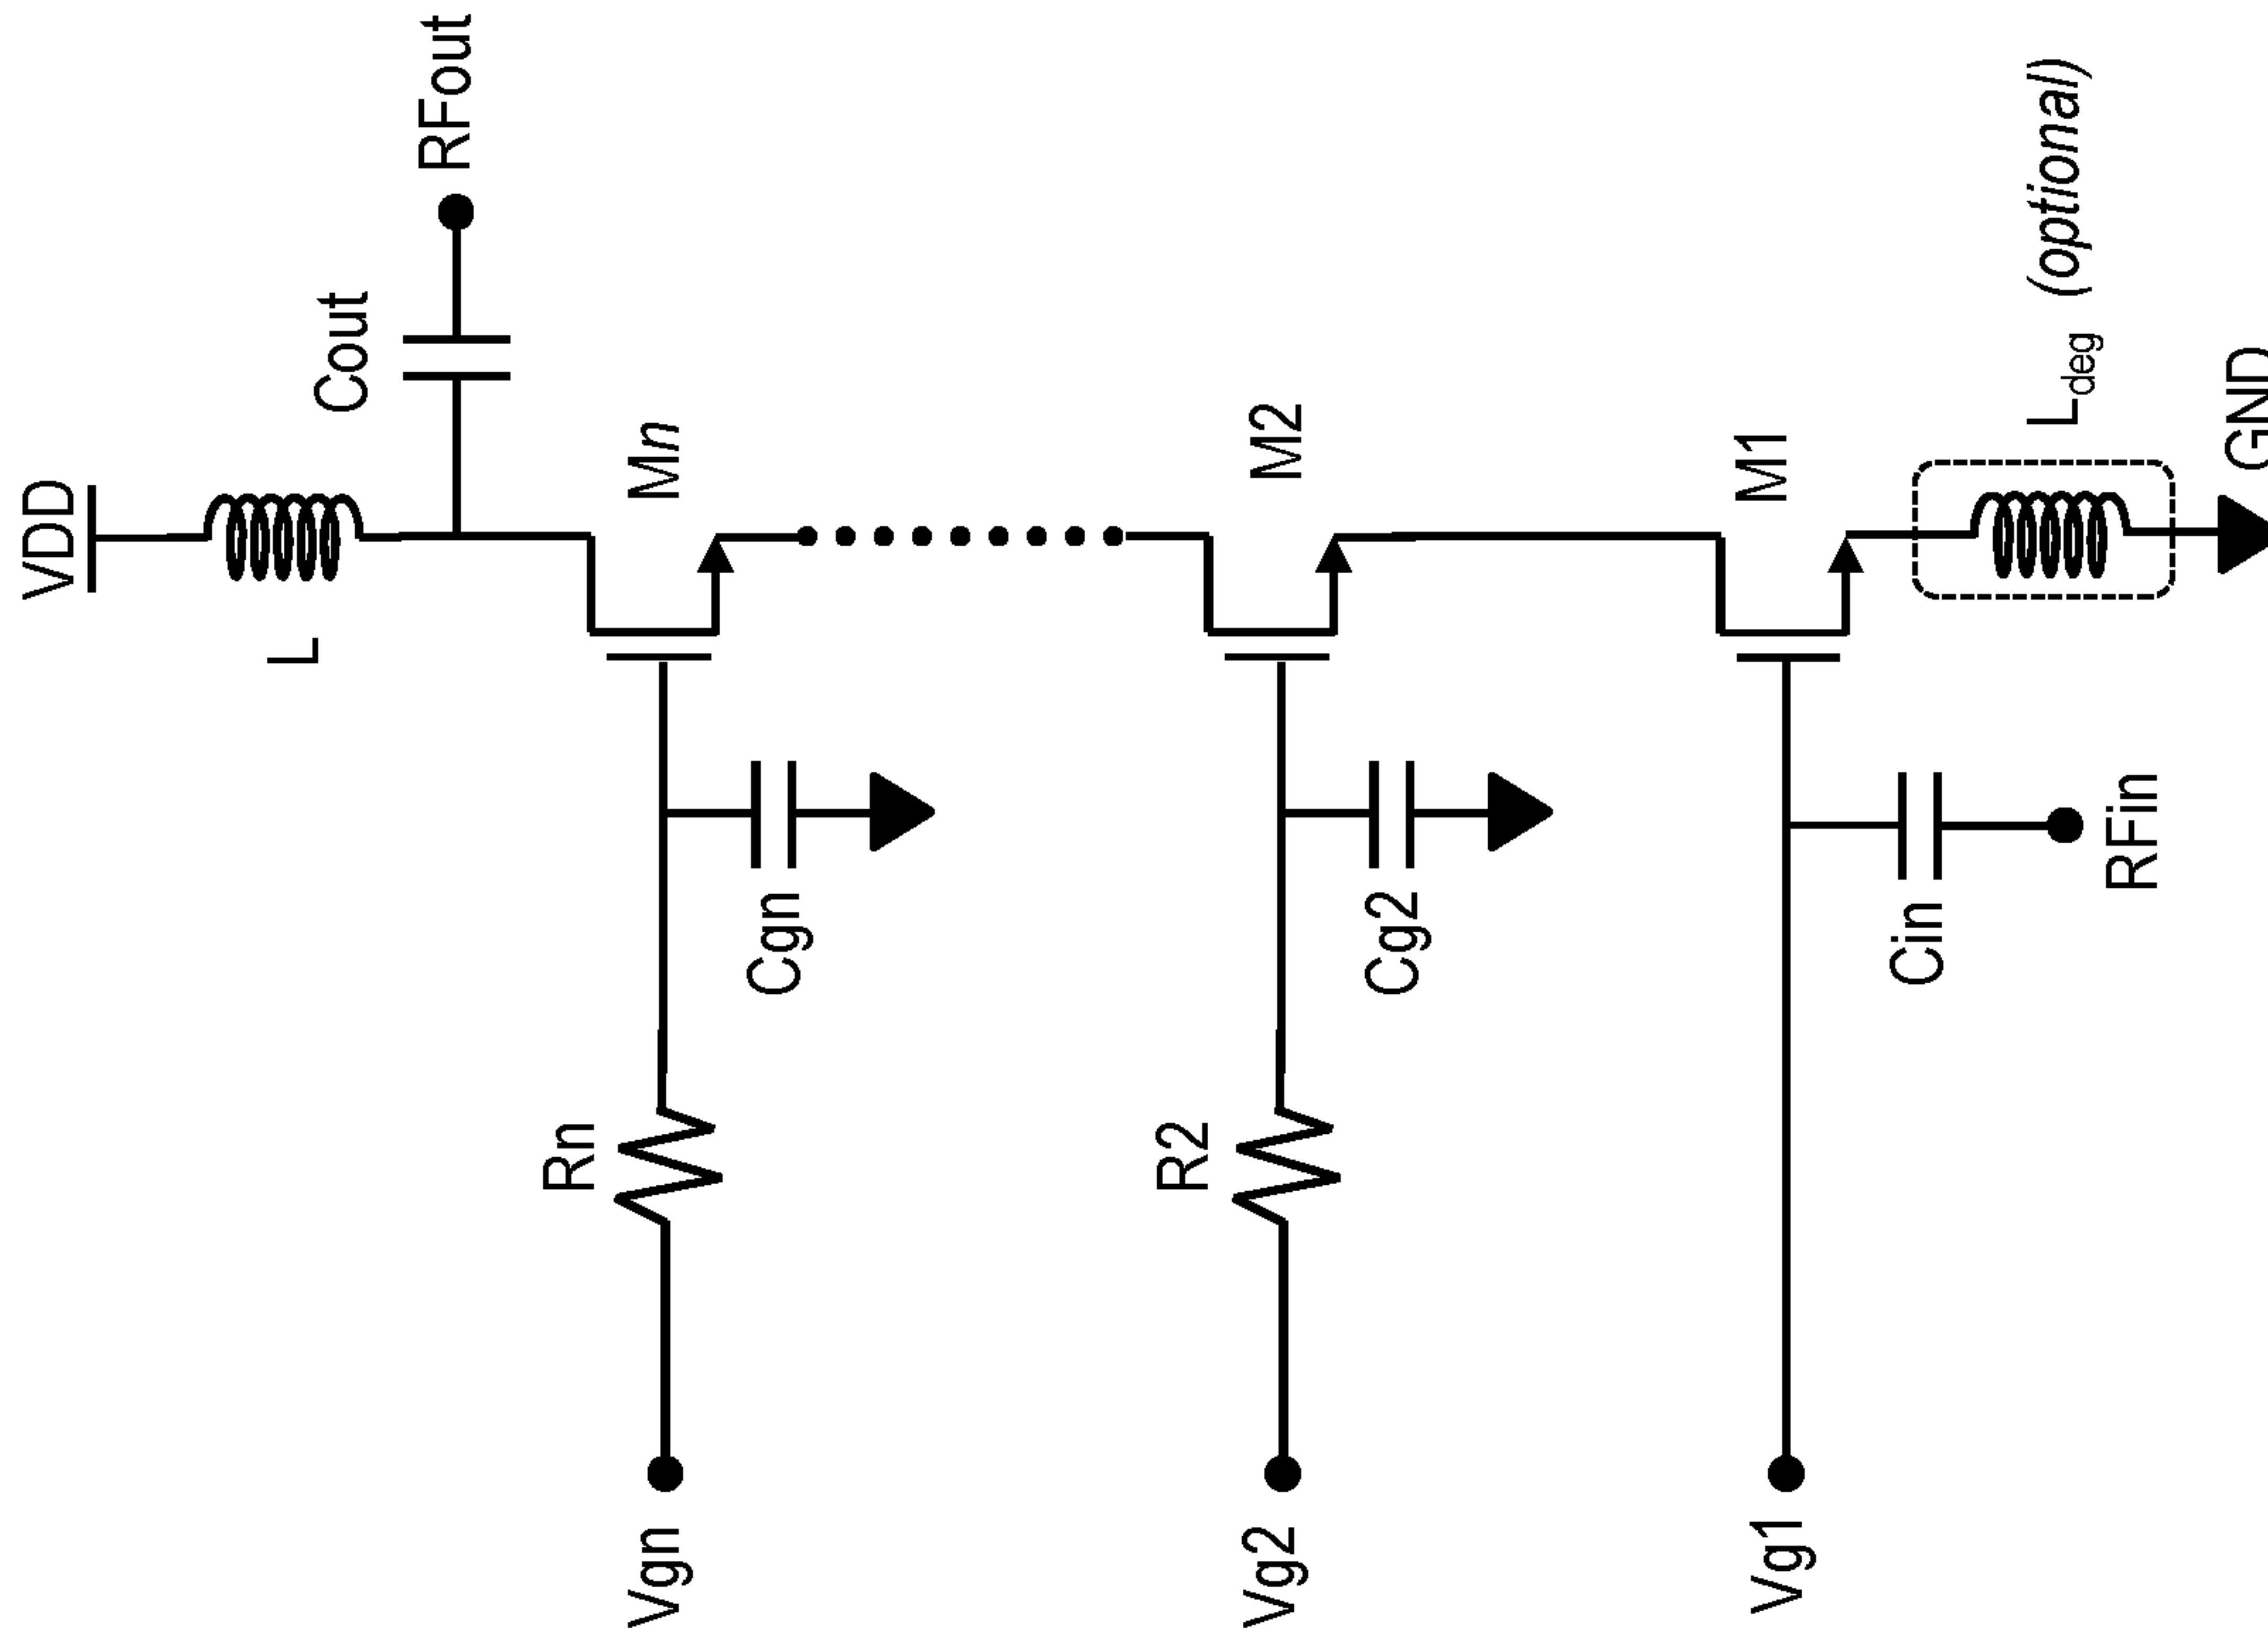 VDD
L
Cout
RFout
Mn
Rn
Vgn
Cgn
M2
R2
Vg2
Cg2
M1
Vg1
Cin
RFin
Ldeg (optional)
GND